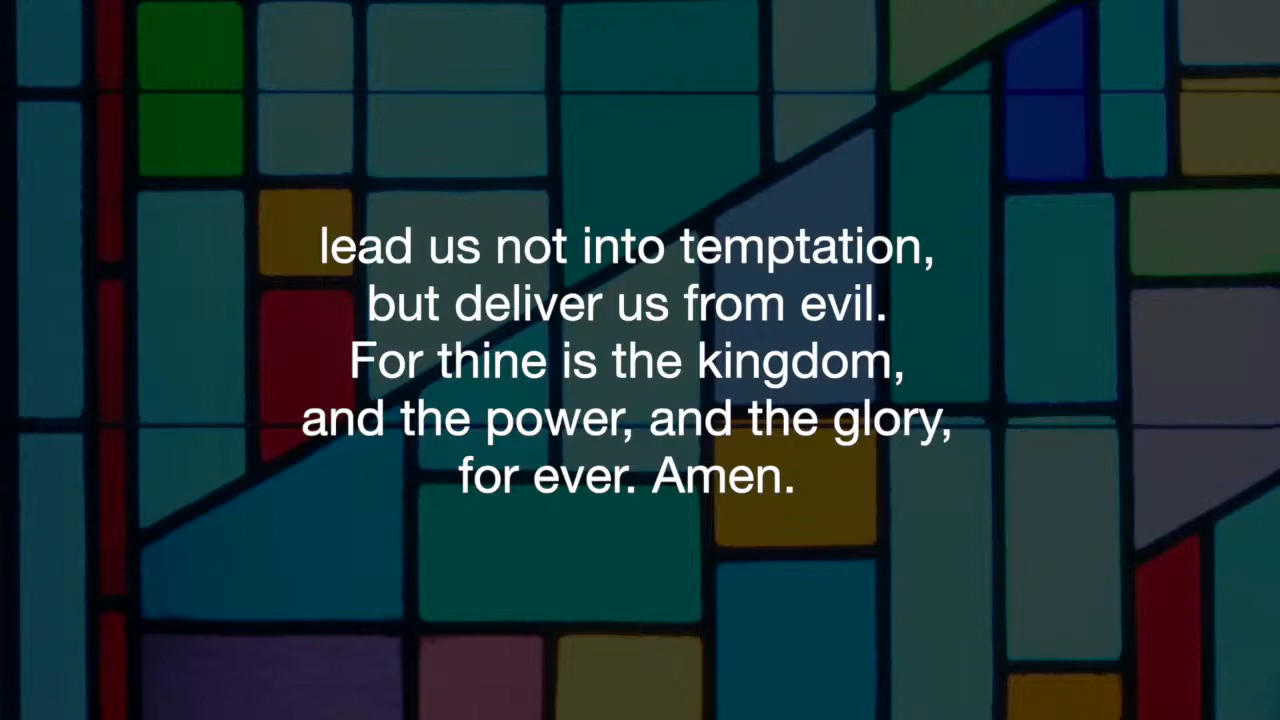 lead us not into temptation,
but deliver us from evil.
For thine is the kingdom,
and the power, and the glory,
for ever. Amen.